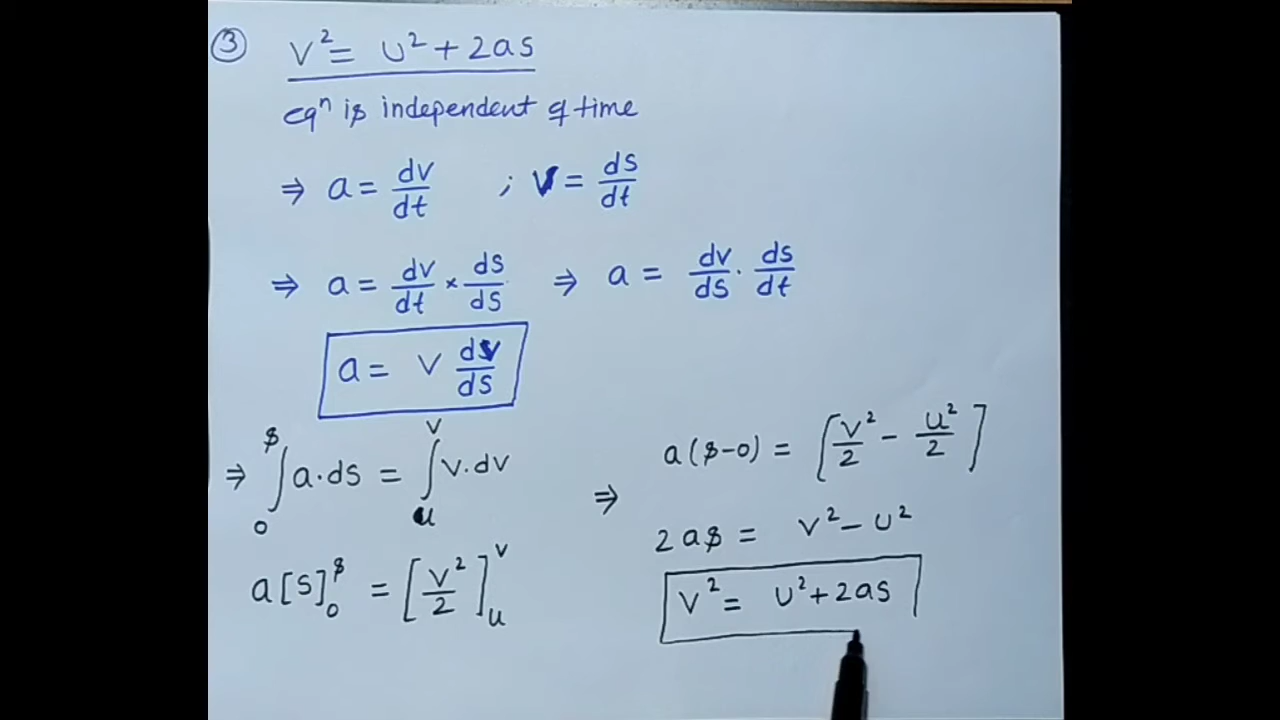 ③ v² = u² + 2as
eqⁿ is independent of time
⇒ a = dv/dt ; v = ds/dt
⇒ a = dv/dt × ds/ds ⇒ a = dv/ds · ds/dt
a = v dv/ds
⇒ ∫₀ˢ a·ds = ∫ᵤᵛ v·dv
a[s]₀ˢ = [v²/2]ᵤᵛ
⇒ a(s-0) = [v²/2 - u²/2]
2as = v² - u²
v² = u² + 2as